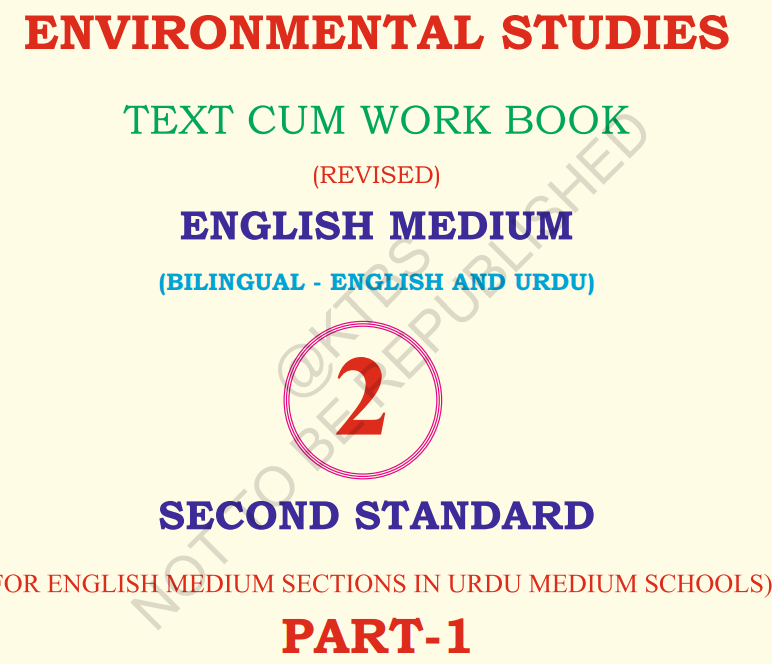 ENVIRONMENTAL STUDIES
TEXT CUM WORK BOOK
(REVISED)
ENGLISH MEDIUM
(BILINGUAL - ENGLISH AND URDU)
2
SECOND STANDARD
FOR ENGLISH MEDIUM SECTIONS IN URDU MEDIUM SCHOOLS)
PART-1
@KTBS
NOT TO BE REPUBLISHED